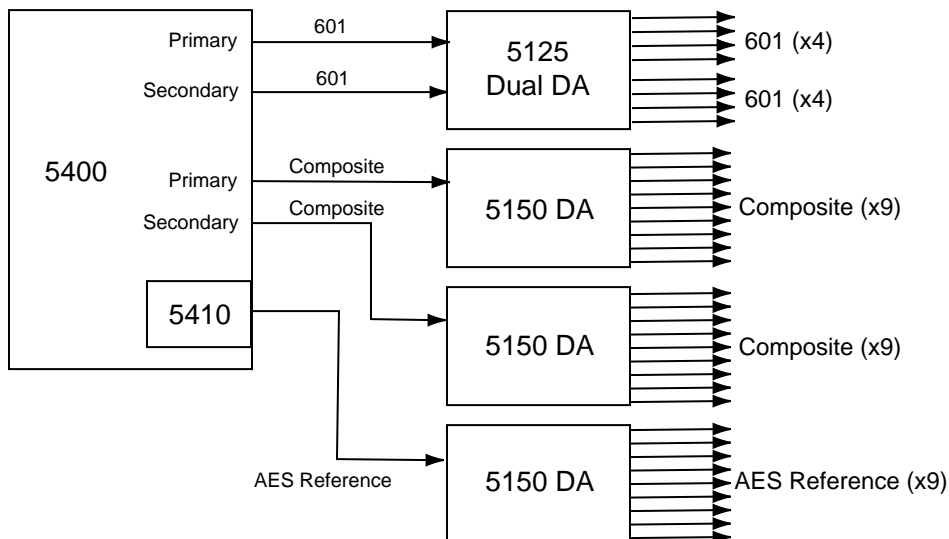 5400
Primary
601
Secondary
601
5125
Dual DA
601 (x4)
601 (x4)
Primary
Composite
Secondary
Composite
5150 DA
Composite (x9)
5410
5150 DA
Composite (x9)
AES Reference
5150 DA
AES Reference (x9)